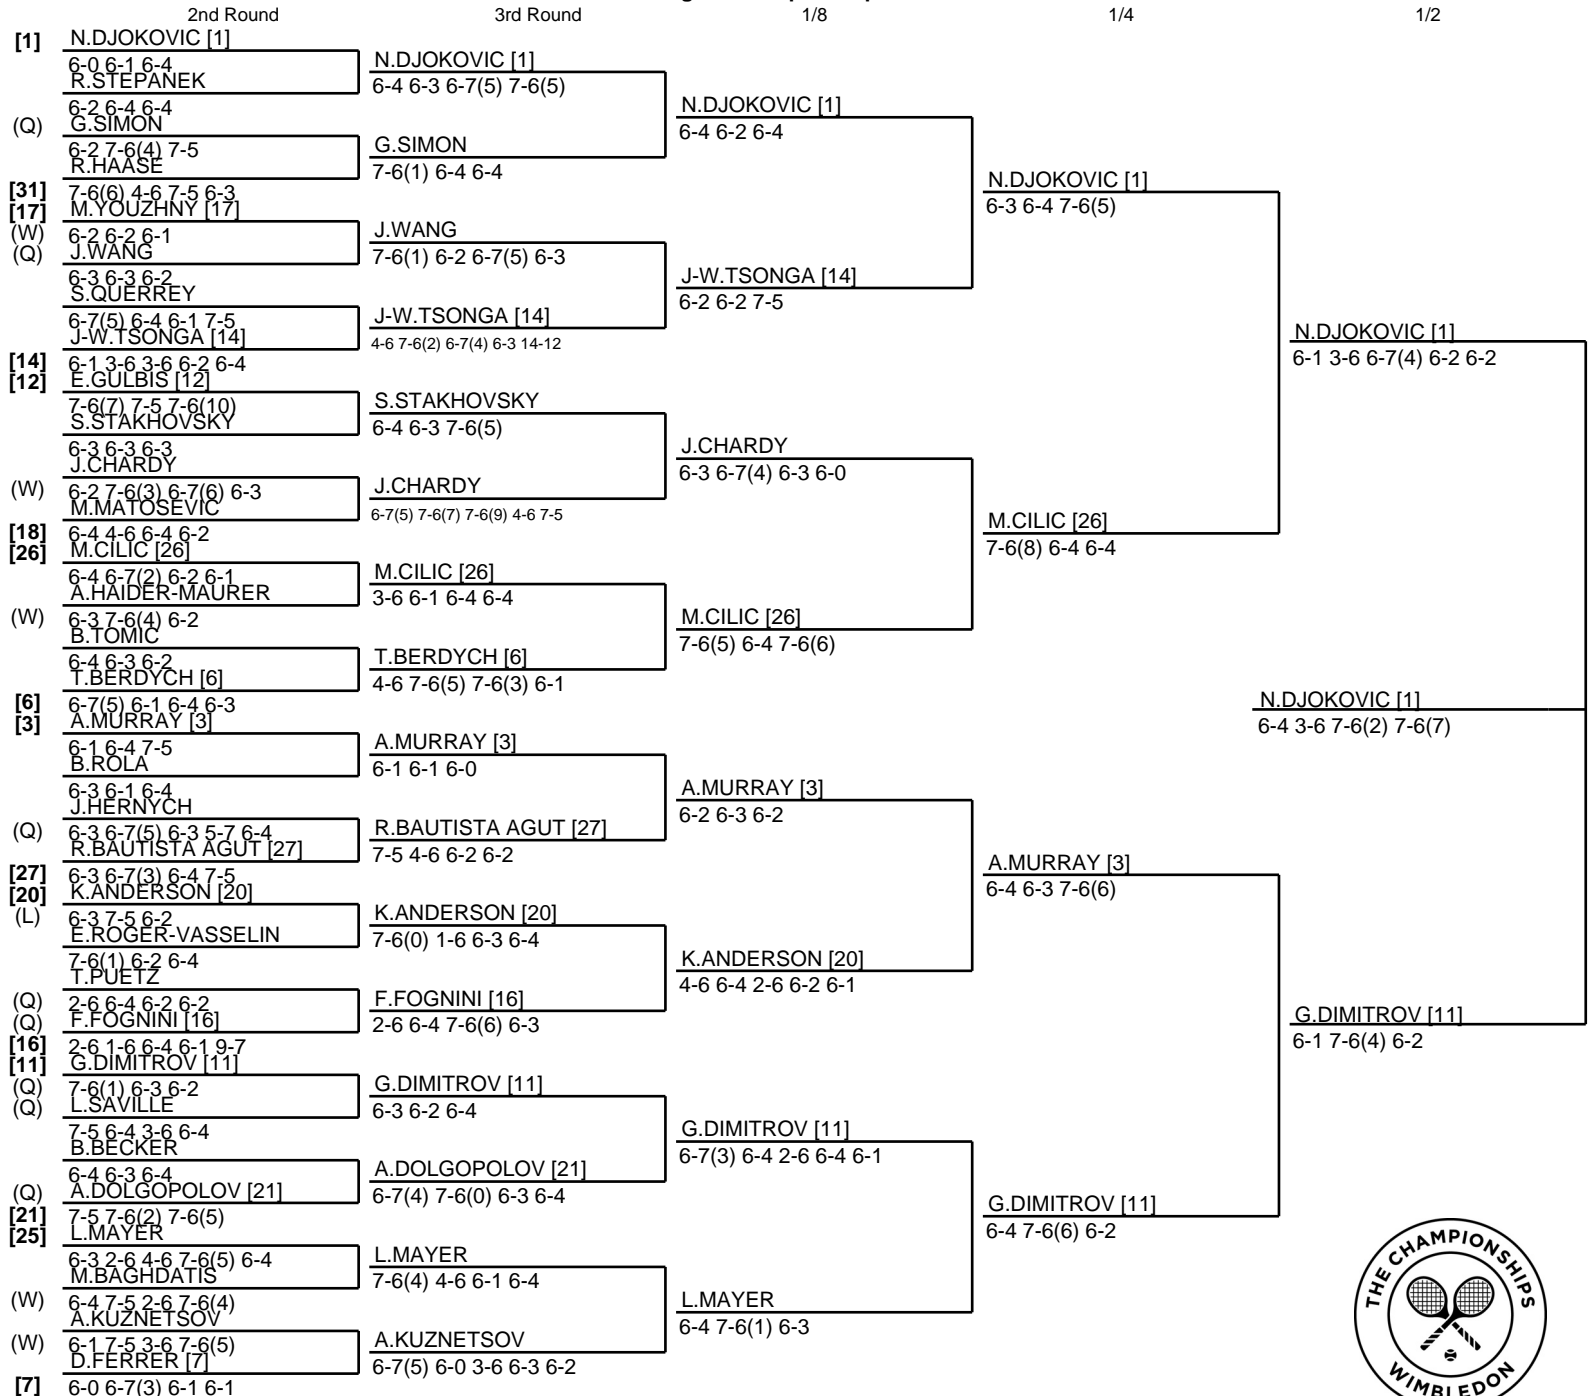 2nd Round
3rd Round
1/8
1/4
1/2
[1]
N.DJOKOVIC [1]
6-0 6-1 6-4
R.STEPANEK
6-2 6-4 6-4
(Q)
G.SIMON
6-2 7-6(4) 7-5
R.HAASE
[31]
7-6(6) 4-6 7-5 6-3
[17]
M.YOUZHNY [17]
(W)
6-2 6-2 6-1
(Q)
J.WANG
6-3 6-3 6-2
S.QUERREY
6-7(5) 6-4 6-1 7-5
J-W.TSONGA [14]
[14]
6-1 3-6 3-6 6-2 6-4
[12]
E.GULBIS [12]
7-6(7) 7-5 7-6(10)
S.STAKHOVSKY
6-3 6-3 6-3
J.CHARDY
(W)
6-2 7-6(3) 6-7(6) 6-3
M.MATOSEVIC
[18]
6-4 4-6 6-4 6-2
[26]
M.CILIC [26]
6-4 6-7(2) 6-2 6-1
A.HAIDER-MAURER
(W)
6-3 7-6(4) 6-2
B.TOMIC
6-4 6-3 6-2
T.BERDYCH [6]
[6]
6-7(5) 6-1 6-4 6-3
[3]
A.MURRAY [3]
6-1 6-4 7-5
B.ROLA
6-3 6-1 6-4
J.HERNYCH
(Q)
6-3 6-7(5) 6-3 5-7 6-4
R.BAUTISTA AGUT [27]
[27]
6-3 6-7(3) 6-4 7-5
[20]
K.ANDERSON [20]
(L)
6-3 7-5 6-2
E.ROGER-VASSELIN
7-6(1) 6-2 6-4
T.PUETZ
(Q)
2-6 6-4 6-2 6-2
(Q)
F.FOGNINI [16]
[16]
2-6 1-6 6-4 6-1 9-7
[11]
G.DIMITROV [11]
(Q)
7-6(1) 6-3 6-2
(Q)
L.SAVILLE
7-5 6-4 3-6 6-4
B.BECKER
6-4 6-3 6-4
(Q)
A.DOLGOPOLOV [21]
[21]
7-5 7-6(2) 7-6(5)
[25]
L.MAYER
6-3 2-6 4-6 7-6(5) 6-4
M.BAGHDATIS
(W)
6-4 7-5 2-6 7-6(4)
A.KUZNETSOV
(W)
6-1 7-5 3-6 7-6(5)
D.FERRER [7]
[7]
6-0 6-7(3) 6-1 6-1
N.DJOKOVIC [1]
6-4 6-3 6-7(5) 7-6(5)
G.SIMON
7-6(1) 6-4 6-4
J.WANG
7-6(1) 6-2 6-7(5) 6-3
J-W.TSONGA [14]
4-6 7-6(2) 6-7(4) 6-3 14-12
S.STAKHOVSKY
6-4 6-3 7-6(5)
J.CHARDY
6-7(5) 7-6(7) 7-6(9) 4-6 7-5
M.CILIC [26]
3-6 6-1 6-4 6-4
T.BERDYCH [6]
4-6 7-6(5) 7-6(3) 6-1
A.MURRAY [3]
6-1 6-1 6-0
R.BAUTISTA AGUT [27]
7-5 4-6 6-2 6-2
K.ANDERSON [20]
7-6(0) 1-6 6-3 6-4
F.FOGNINI [16]
2-6 6-4 7-6(6) 6-3
G.DIMITROV [11]
6-3 6-2 6-4
A.DOLGOPOLOV [21]
6-7(4) 7-6(0) 6-3 6-4
L.MAYER
7-6(4) 4-6 6-1 6-4
A.KUZNETSOV
6-7(5) 6-0 3-6 6-3 6-2
N.DJOKOVIC [1]
6-4 6-2 6-4
J-W.TSONGA [14]
6-2 6-2 7-5
J.CHARDY
6-3 6-7(4) 6-3 6-0
M.CILIC [26]
7-6(5) 6-4 7-6(6)
A.MURRAY [3]
6-2 6-3 6-2
K.ANDERSON [20]
4-6 6-4 2-6 6-2 6-1
G.DIMITROV [11]
6-7(3) 6-4 2-6 6-4 6-1
L.MAYER
6-4 7-6(1) 6-3
N.DJOKOVIC [1]
6-3 6-4 7-6(5)
M.CILIC [26]
7-6(8) 6-4 6-4
A.MURRAY [3]
6-4 6-3 7-6(6)
G.DIMITROV [11]
6-4 7-6(6) 6-2
N.DJOKOVIC [1]
6-1 3-6 6-7(4) 6-2 6-2
G.DIMITROV [11]
6-1 7-6(4) 6-2
N.DJOKOVIC [1]
6-4 3-6 7-6(2) 7-6(7)
THE CHAMPIONSHIPS
WIMBLEDON